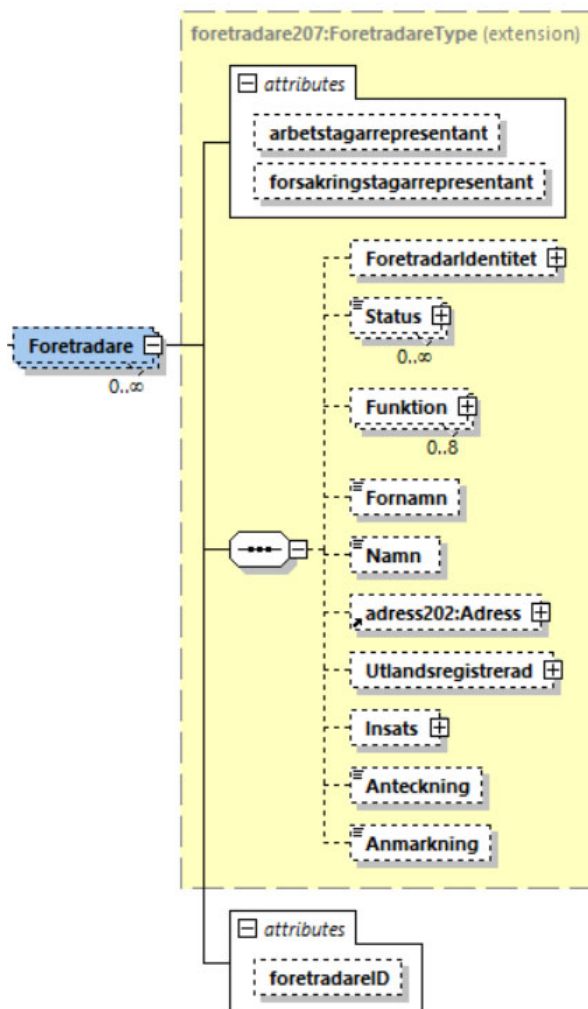 foretradare207:ForetradareType (extension)
attributes
arbetstagarrepresentant
forsakringstagarrepresentant
ForetradarIdentitet
Status
0..∞
Foretradare
0..∞
Funktion
0..8
Fornamn
Namn
adress202:Adress
Utlandsregistrerad
Insats
Anteckning
Anmarkning
attributes
foretradareID